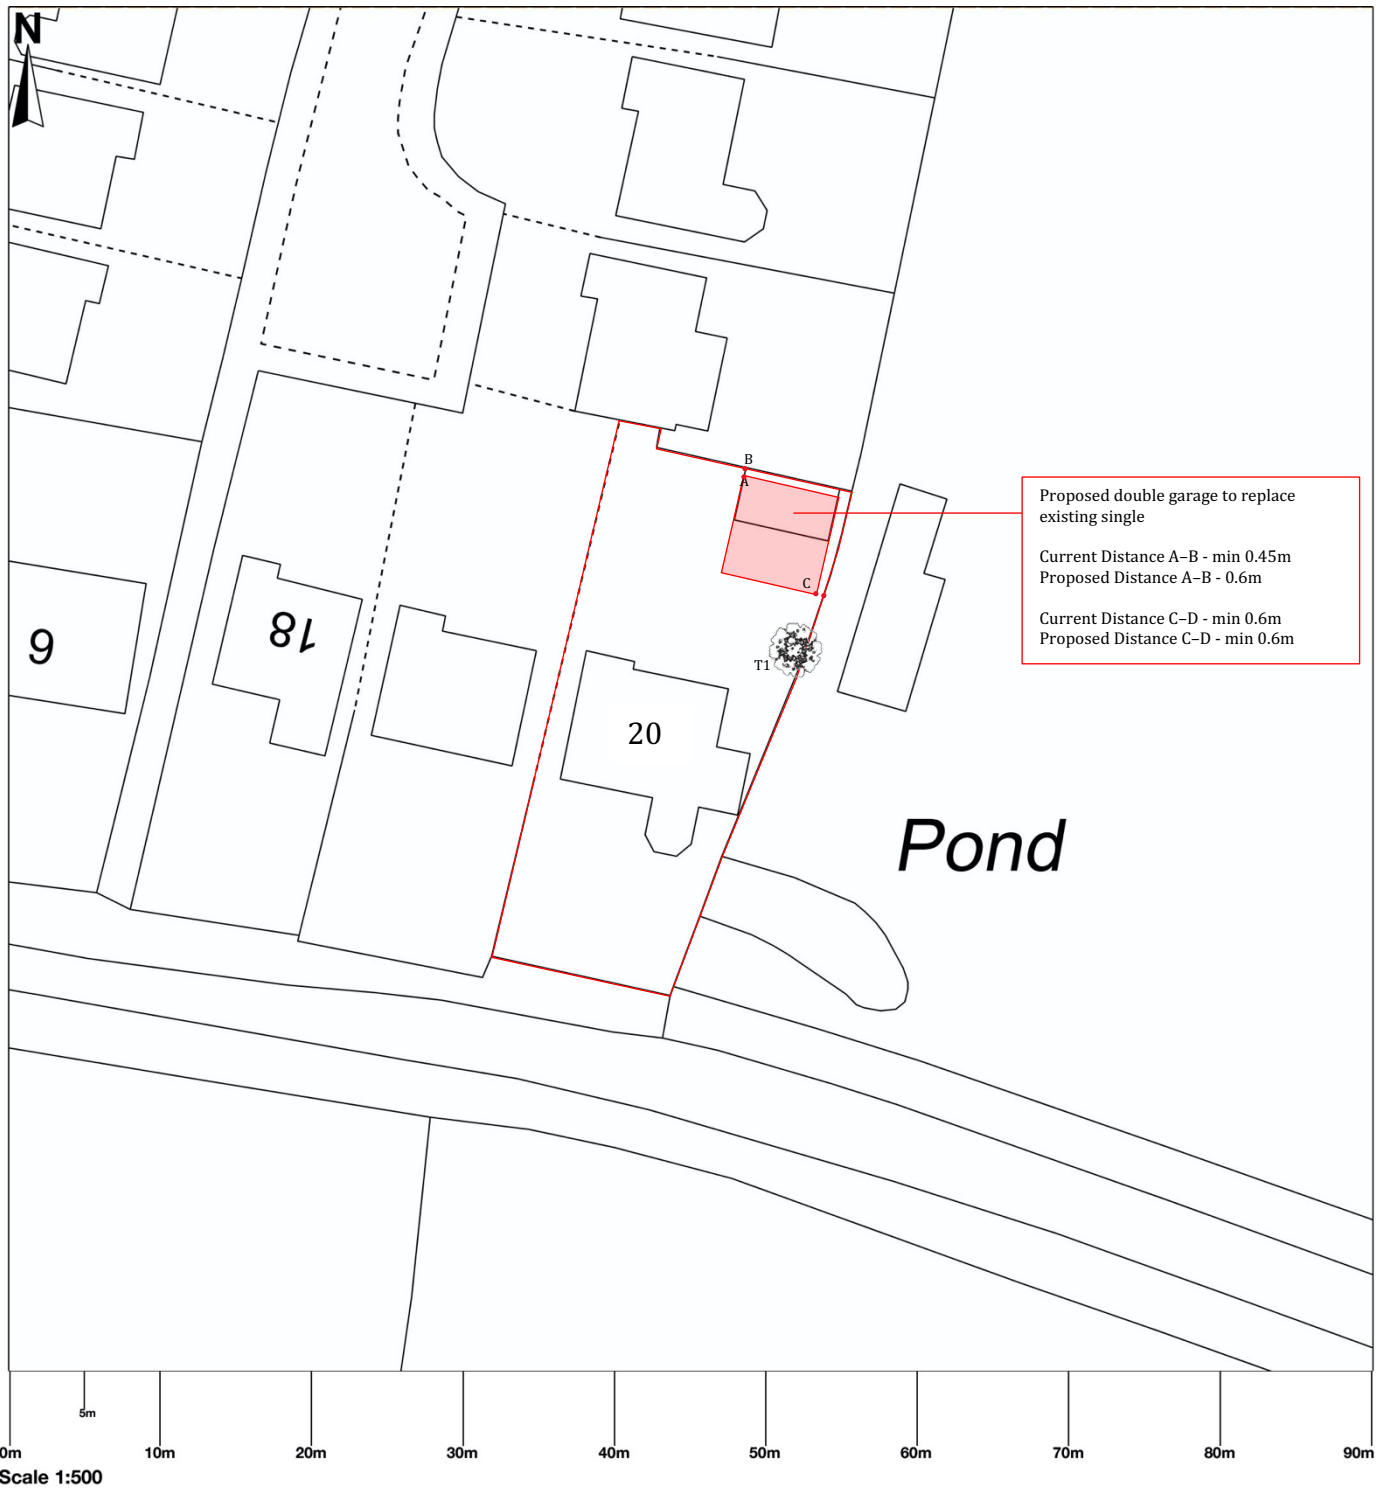 N
B
A
Proposed double garage to replace
existing single
Current Distance A–B - min 0.45m
Proposed Distance A–B - 0.6m
Current Distance C–D - min 0.6m
Proposed Distance C–D - min 0.6m
C
18
9
T1
20
Pond
5m
0m 10m 20m 30m 40m 50m 60m 70m 80m 90m
Scale 1:500